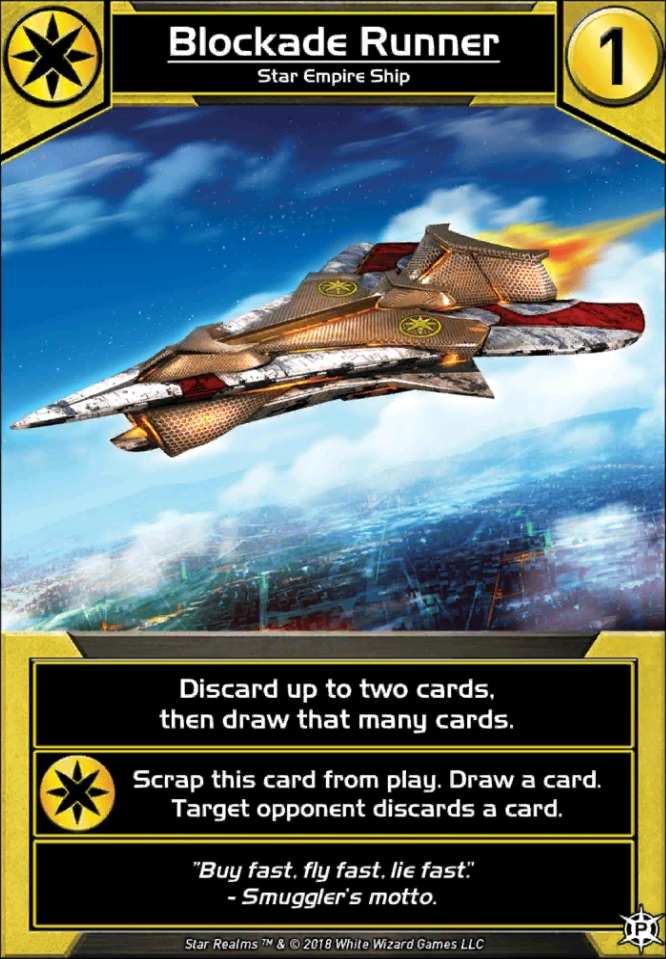 Blockade Runner
1
Star Empire Ship
Discard up to two cards,
then draw that many cards.
Scrap this card from play. Draw a card.
Target opponent discards a card.
"Buy fast, fly fast, lie fast."
- Smuggler's motto.
Star Realms ™ & © 2018 White Wizard Games LLC
P